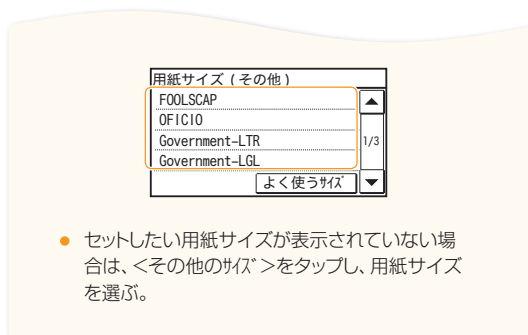 用紙サイズ（その他）
FOOLSCAP
OFICIO
Government-LTR
1/3
Government-LGL
よく使うｻｲｽﾞ
セットしたい用紙サイズが表示されていない場
合は、＜その他のｻｲｽﾞ＞をタップし、用紙サイズ
を選ぶ。